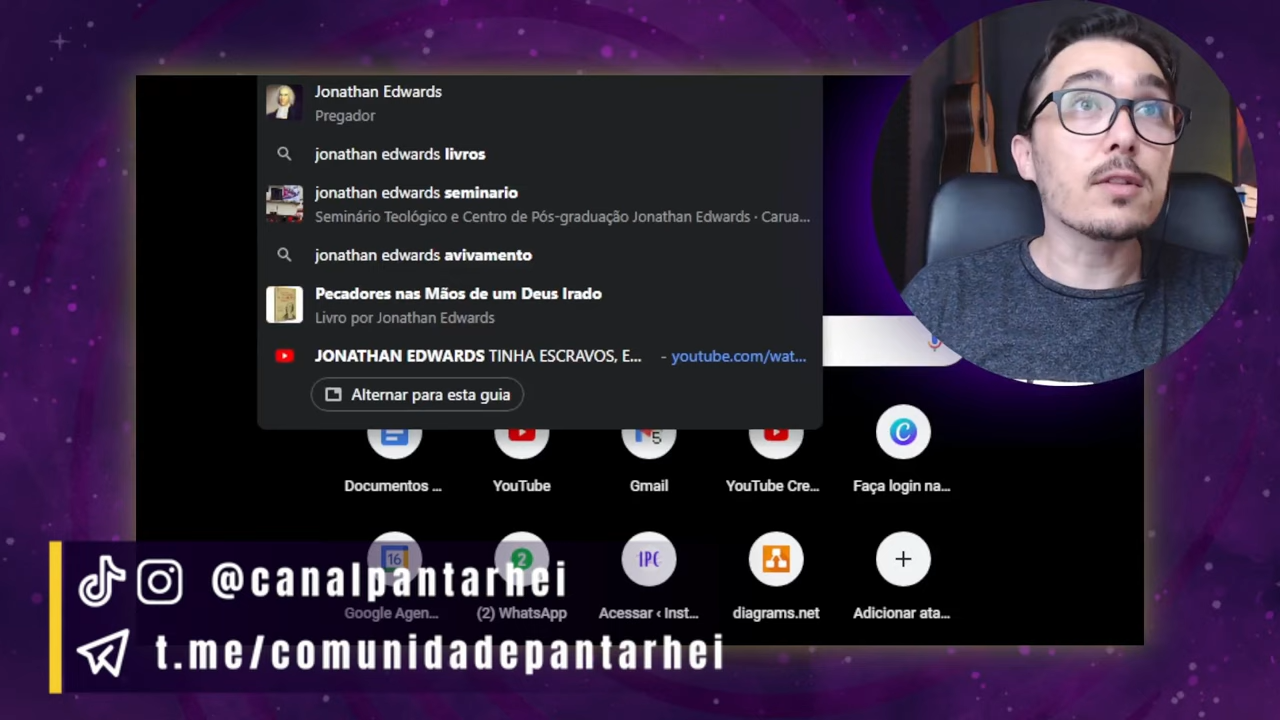 Jonathan Edwards
Pregador
jonathan edwards livros
jonathan edwards seminario
Seminário Teológico e Centro de Pós-graduação Jonathan Edwards · Carua...
jonathan edwards avivamento
Pecadores nas Mãos de um Deus Irado
Livro por Jonathan Edwards
JONATHAN EDWARDS TINHA ESCRAVOS, E... - youtube.com/wat...
Alternar para esta guia
5
Documentos ... YouTube Gmail YouTube Cre... Faça login na...
16 2 IPC
@canalpantarhei
Google Agen... (2) WhatsApp Acessar ‹ Inst... diagrams.net Adicionar ata...
t.me/comunidadepantarhei